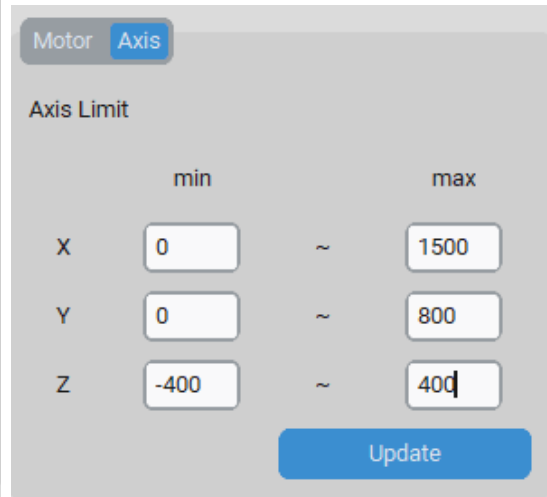 Motor Axis
Axis Limit
min max
X 0 ~ 1500
Y 0 ~ 800
Z -400 ~ 400
Update